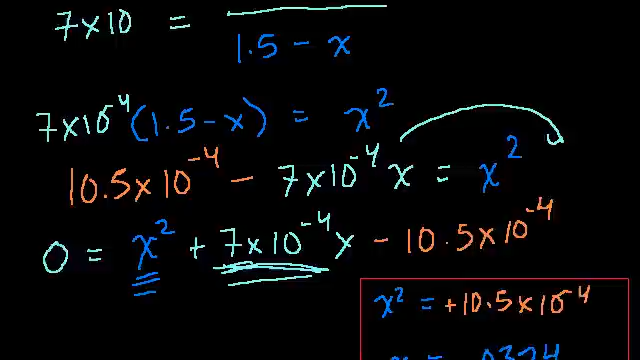 7x10 =
1.5 - x
7x10⁻⁴(1.5-x) = x²
10.5x10⁻⁴ - 7x10⁻⁴x = x²
0 = x² + 7x10⁻⁴x - 10.5x10⁻⁴
x² = +10.5x10⁻⁴